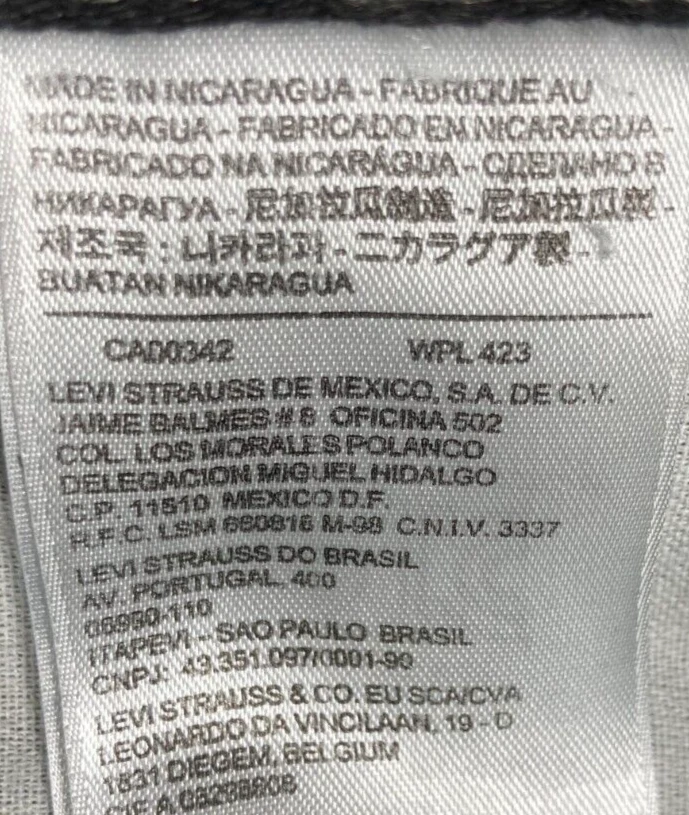 MADE IN NICARAGUA - FABRIQUE AU
NICARAGUA - FABRICADO EN NICARAGUA -
FABRICADO NA NICARÁGUA - СДЕЛАНО В
НИКАРАГУА - 尼加拉瓜制造 - 尼加拉瓜製 -
제조국 : 니카라과 - ニカラグア製 -
BUATAN NIKARAGUA
CA00342 WPL 423
LEVI STRAUSS DE MEXICO, S.A. DE C.V.
JAIME BALMES # 8 OFICINA 502
COL. LOS MORALES POLANCO
DELEGACION MIGUEL HIDALGO
C.P. 11510 MEXICO D.F.
R.F.C. LSM M-98 C.N.I.V. 3337
LEVI STRAUSS DO BRASIL
AV. PORTUGAL, 400
ITAPEVI - SAO PAULO BRASIL
CNPJ: 43.351.097/0001-90
LEVI STRAUSS & CO. EU SCA/CVA
LEONARDO DA VINCILAAN, 19 - D
1831 DIEGEM, BELGIUM
CIF A